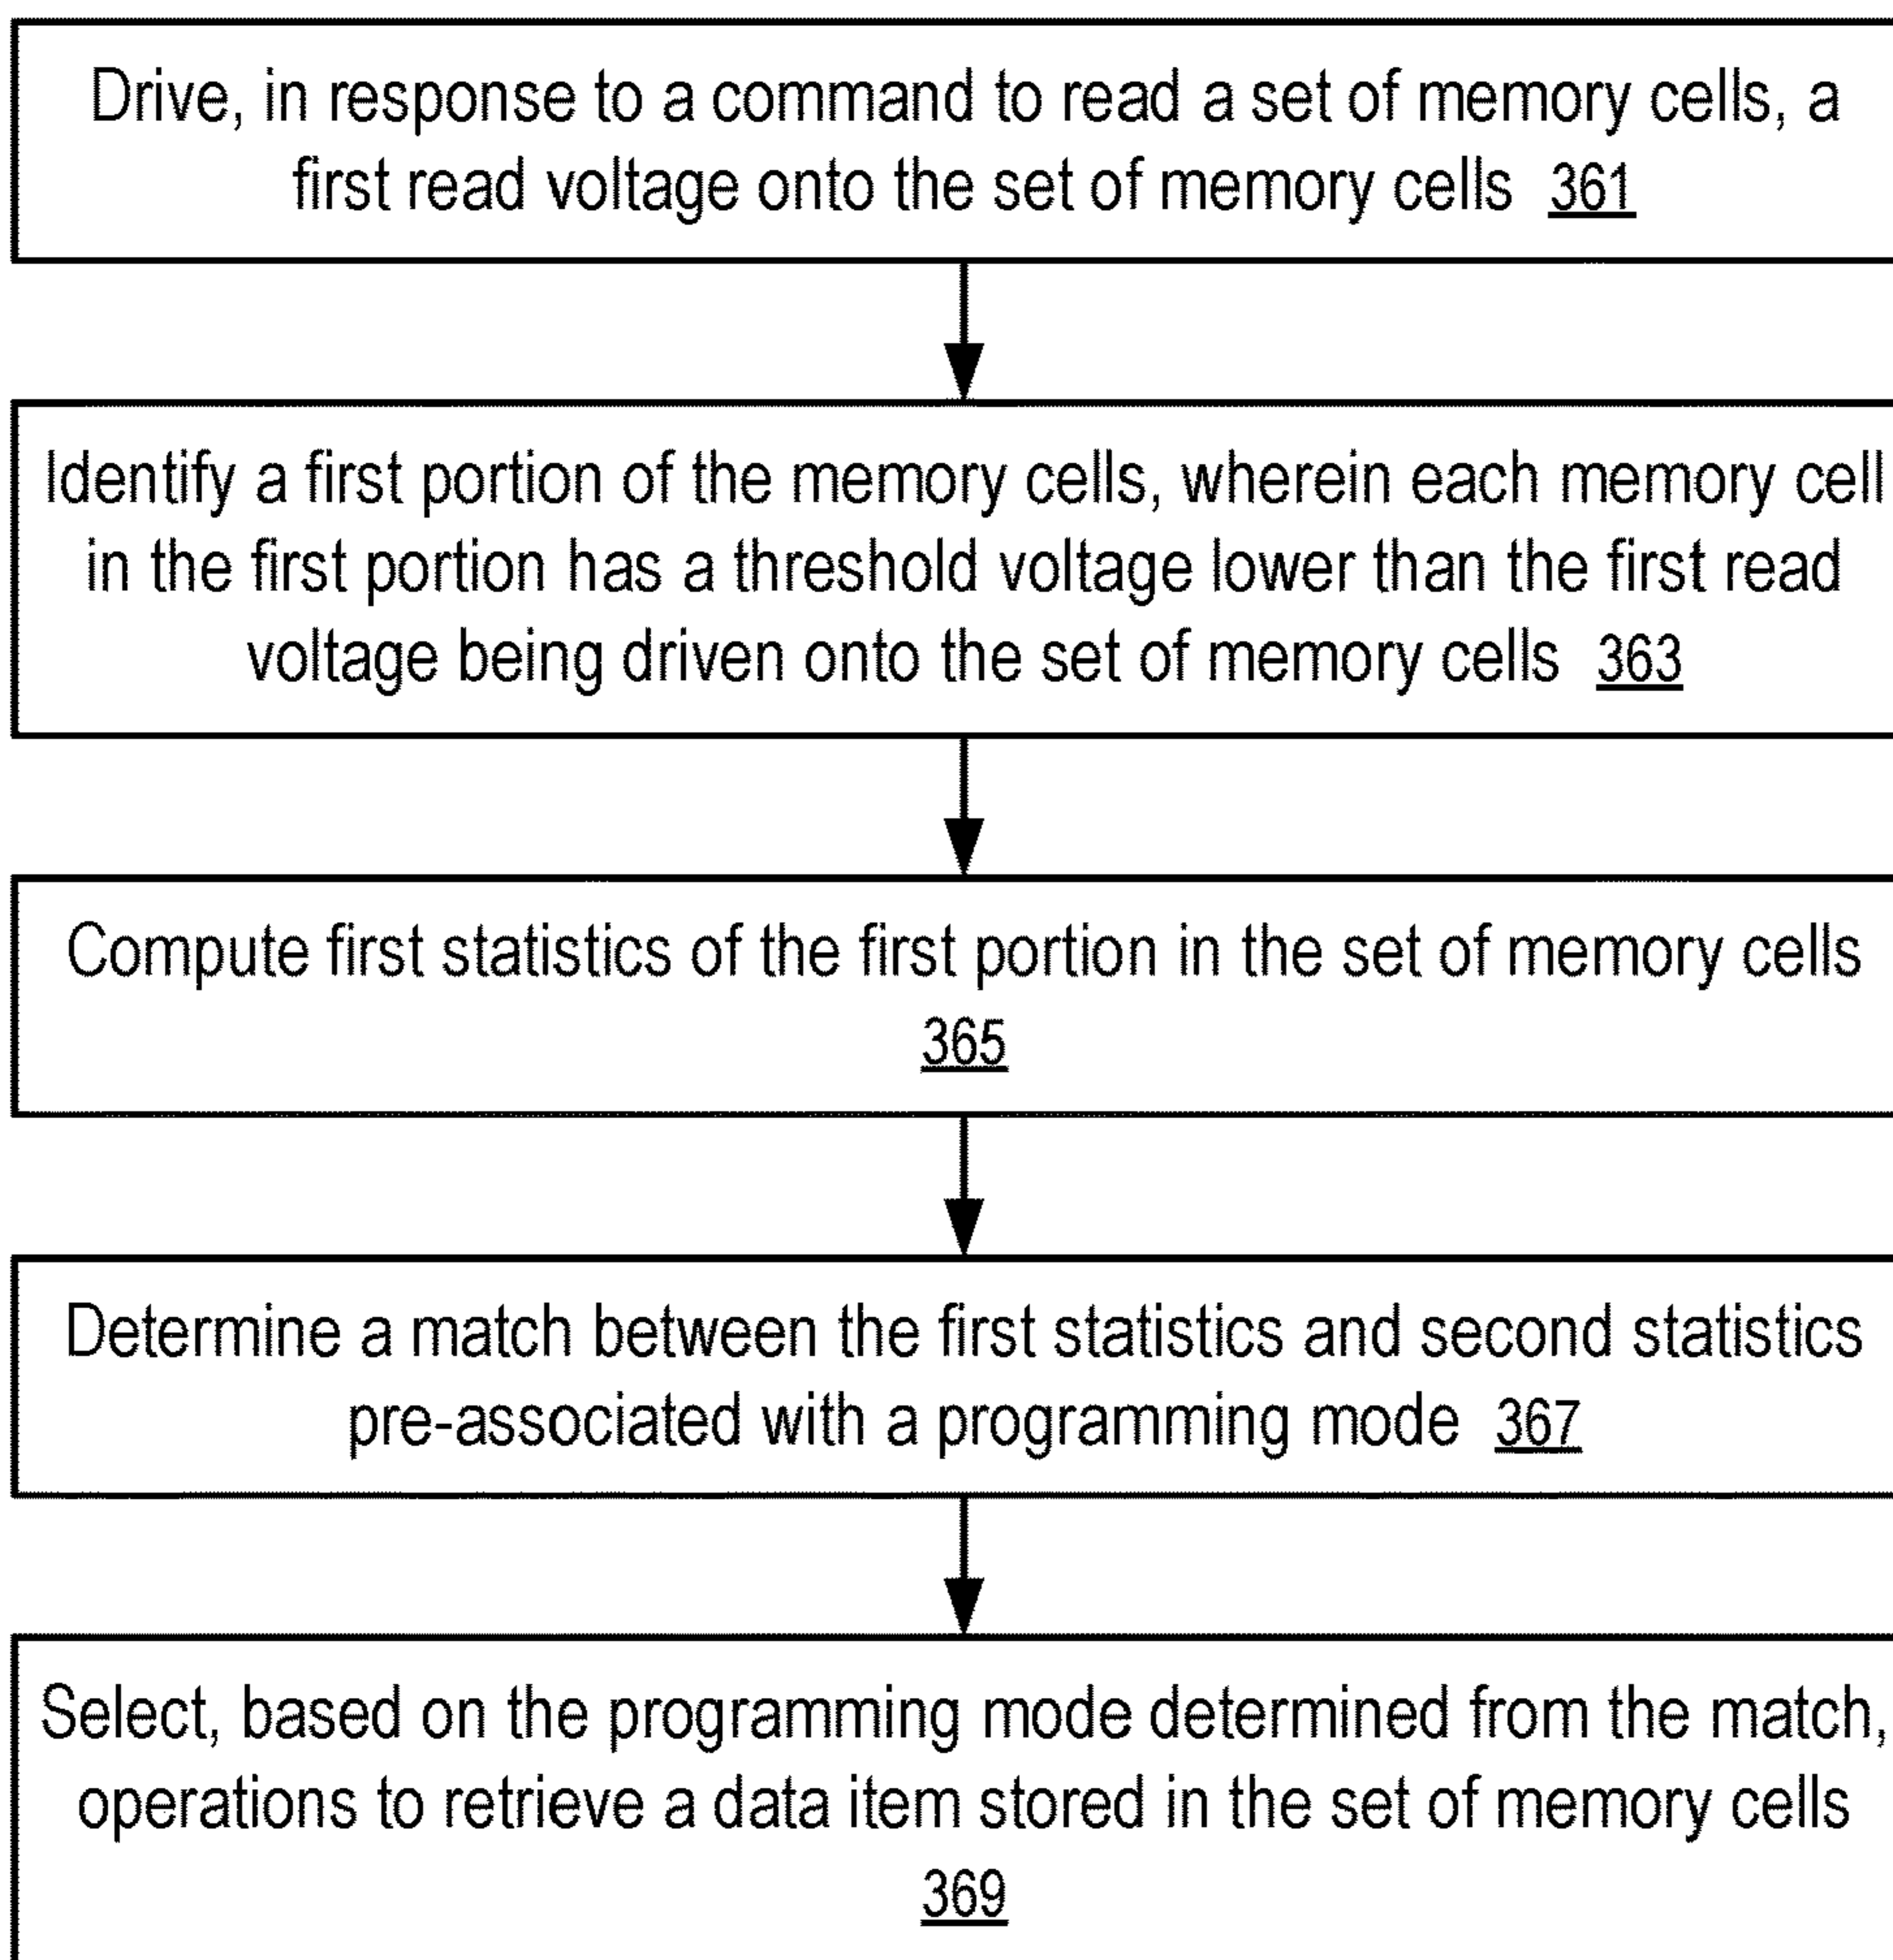 Drive, in response to a command to read a set of memory cells, a
first read voltage onto the set of memory cells 361
Identify a first portion of the memory cells, wherein each memory cell
in the first portion has a threshold voltage lower than the first read
voltage being driven onto the set of memory cells 363
Compute first statistics of the first portion in the set of memory cells
365
Determine a match between the first statistics and second statistics
pre-associated with a programming mode 367
Select, based on the programming mode determined from the match,
operations to retrieve a data item stored in the set of memory cells
369